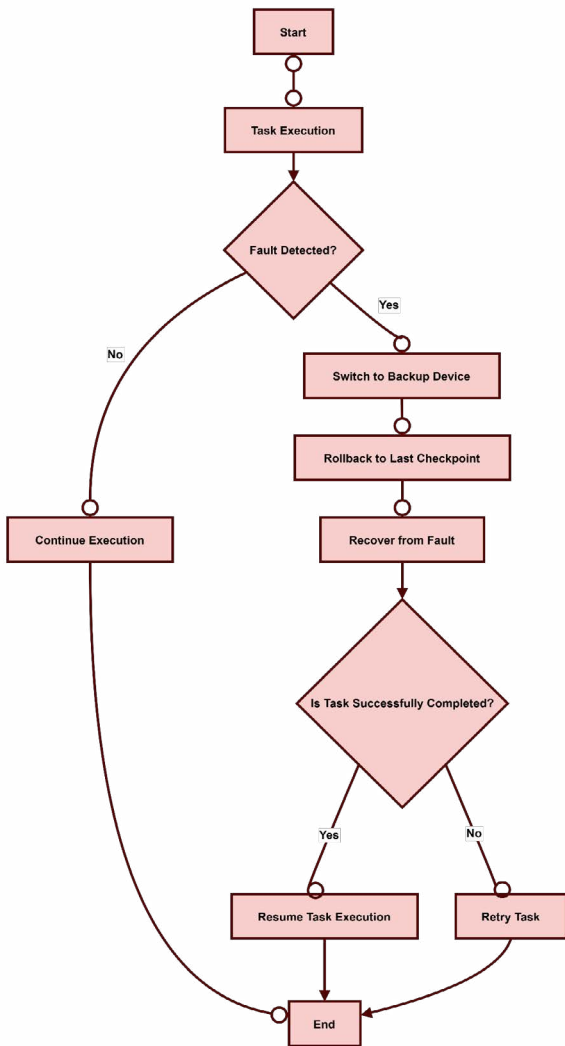 Start
Task Execution
Fault Detected?
Yes
No
Switch to Backup Device
Rollback to Last Checkpoint
Continue Execution
Recover from Fault
Is Task Successfully Completed?
Yes
No
Resume Task Execution
Retry Task
End